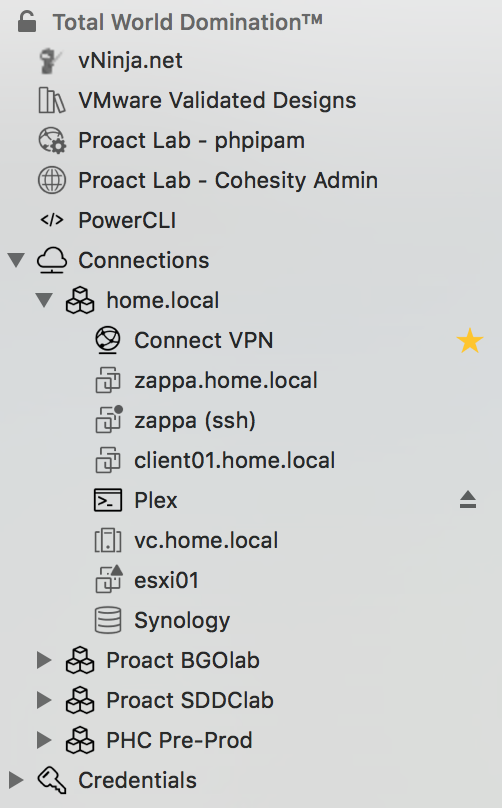 Total World Domination™
vNinja.net
VMware Validated Designs
Proact Lab - phpipam
Proact Lab - Cohesity Admin
PowerCLI
Connections
home.local
Connect VPN
zappa.home.local
zappa (ssh)
client01.home.local
Plex
vc.home.local
esxi01
Synology
Proact BGOlab
Proact SDDClab
PHC Pre-Prod
Credentials